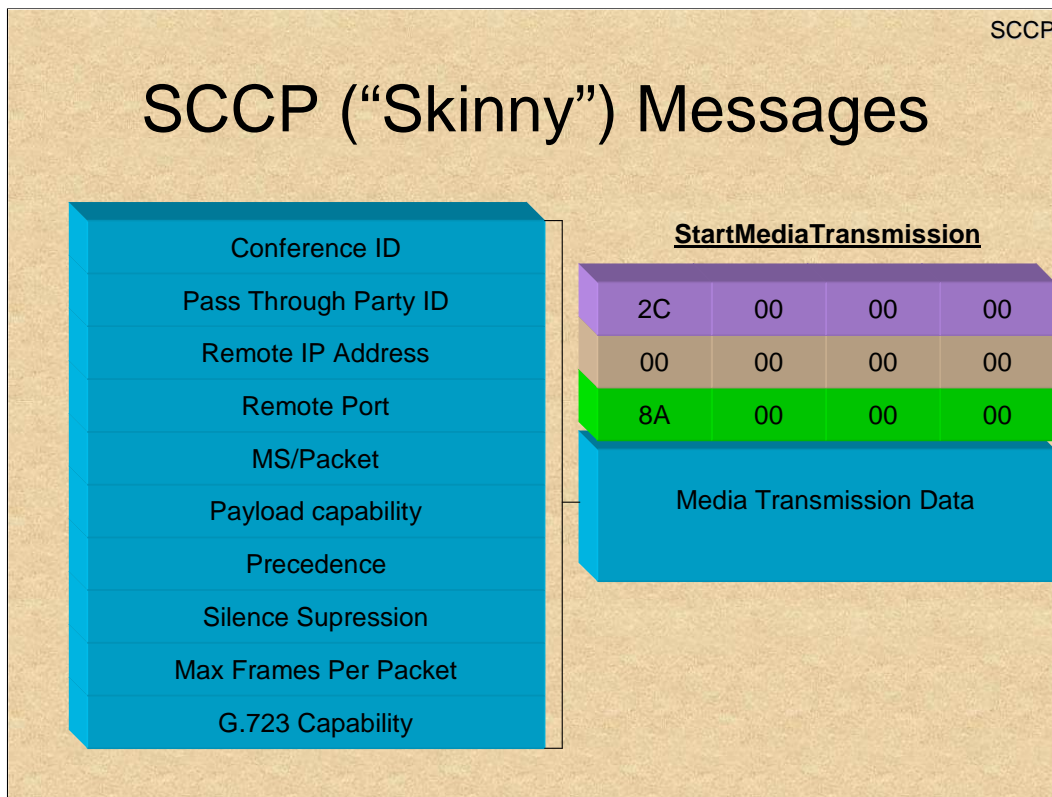 SCCP
SCCP (“Skinny”) Messages
Conference ID
Pass Through Party ID
Remote IP Address
Remote Port
MS/Packet
Payload capability
Precedence
Silence Supression
Max Frames Per Packet
G.723 Capability
StartMediaTransmission
2C 00 00 00
00 00 00 00
8A 00 00 00
Media Transmission Data